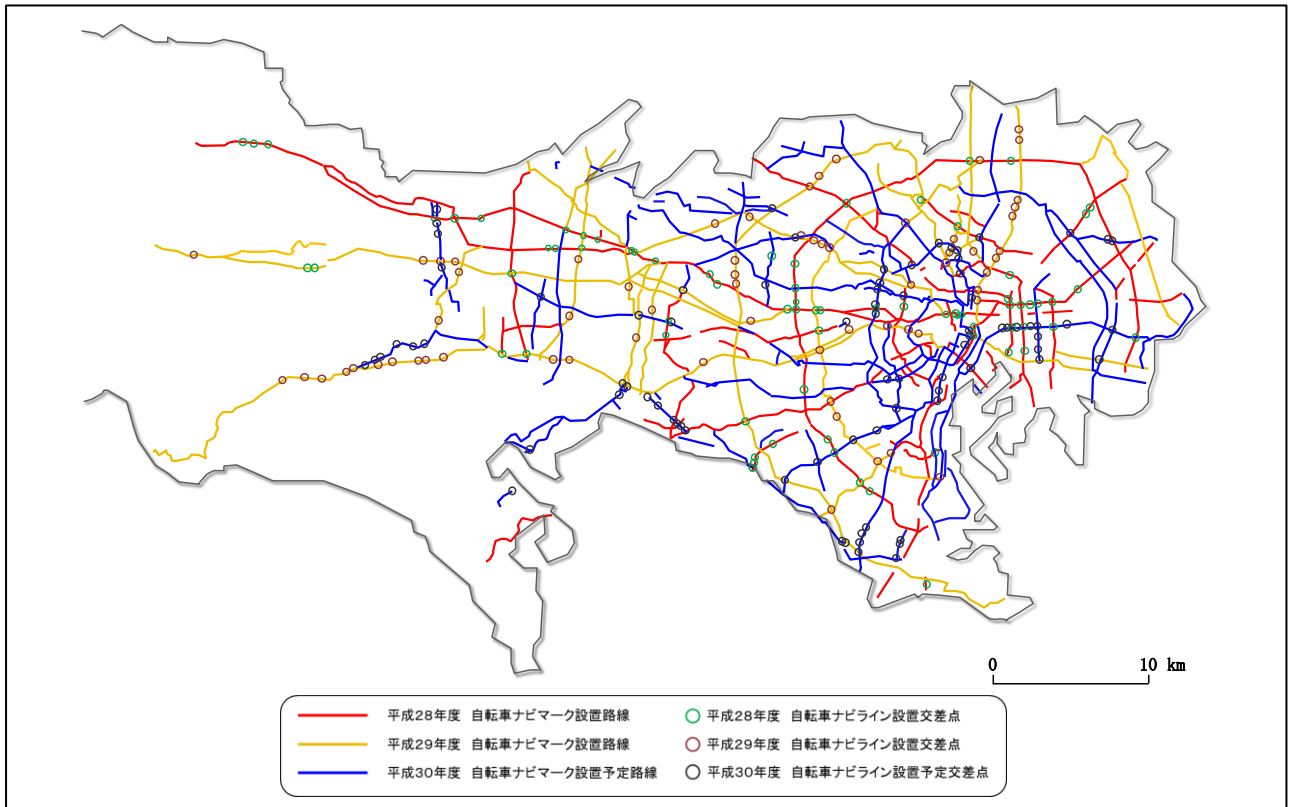 0 10 km
平成28年度 自転車ナビマーク設置路線
平成29年度 自転車ナビマーク設置路線
平成30年度 自転車ナビマーク設置予定路線
平成28年度 自転車ナビライン設置交差点
平成29年度 自転車ナビライン設置交差点
平成30年度 自転車ナビライン設置予定交差点